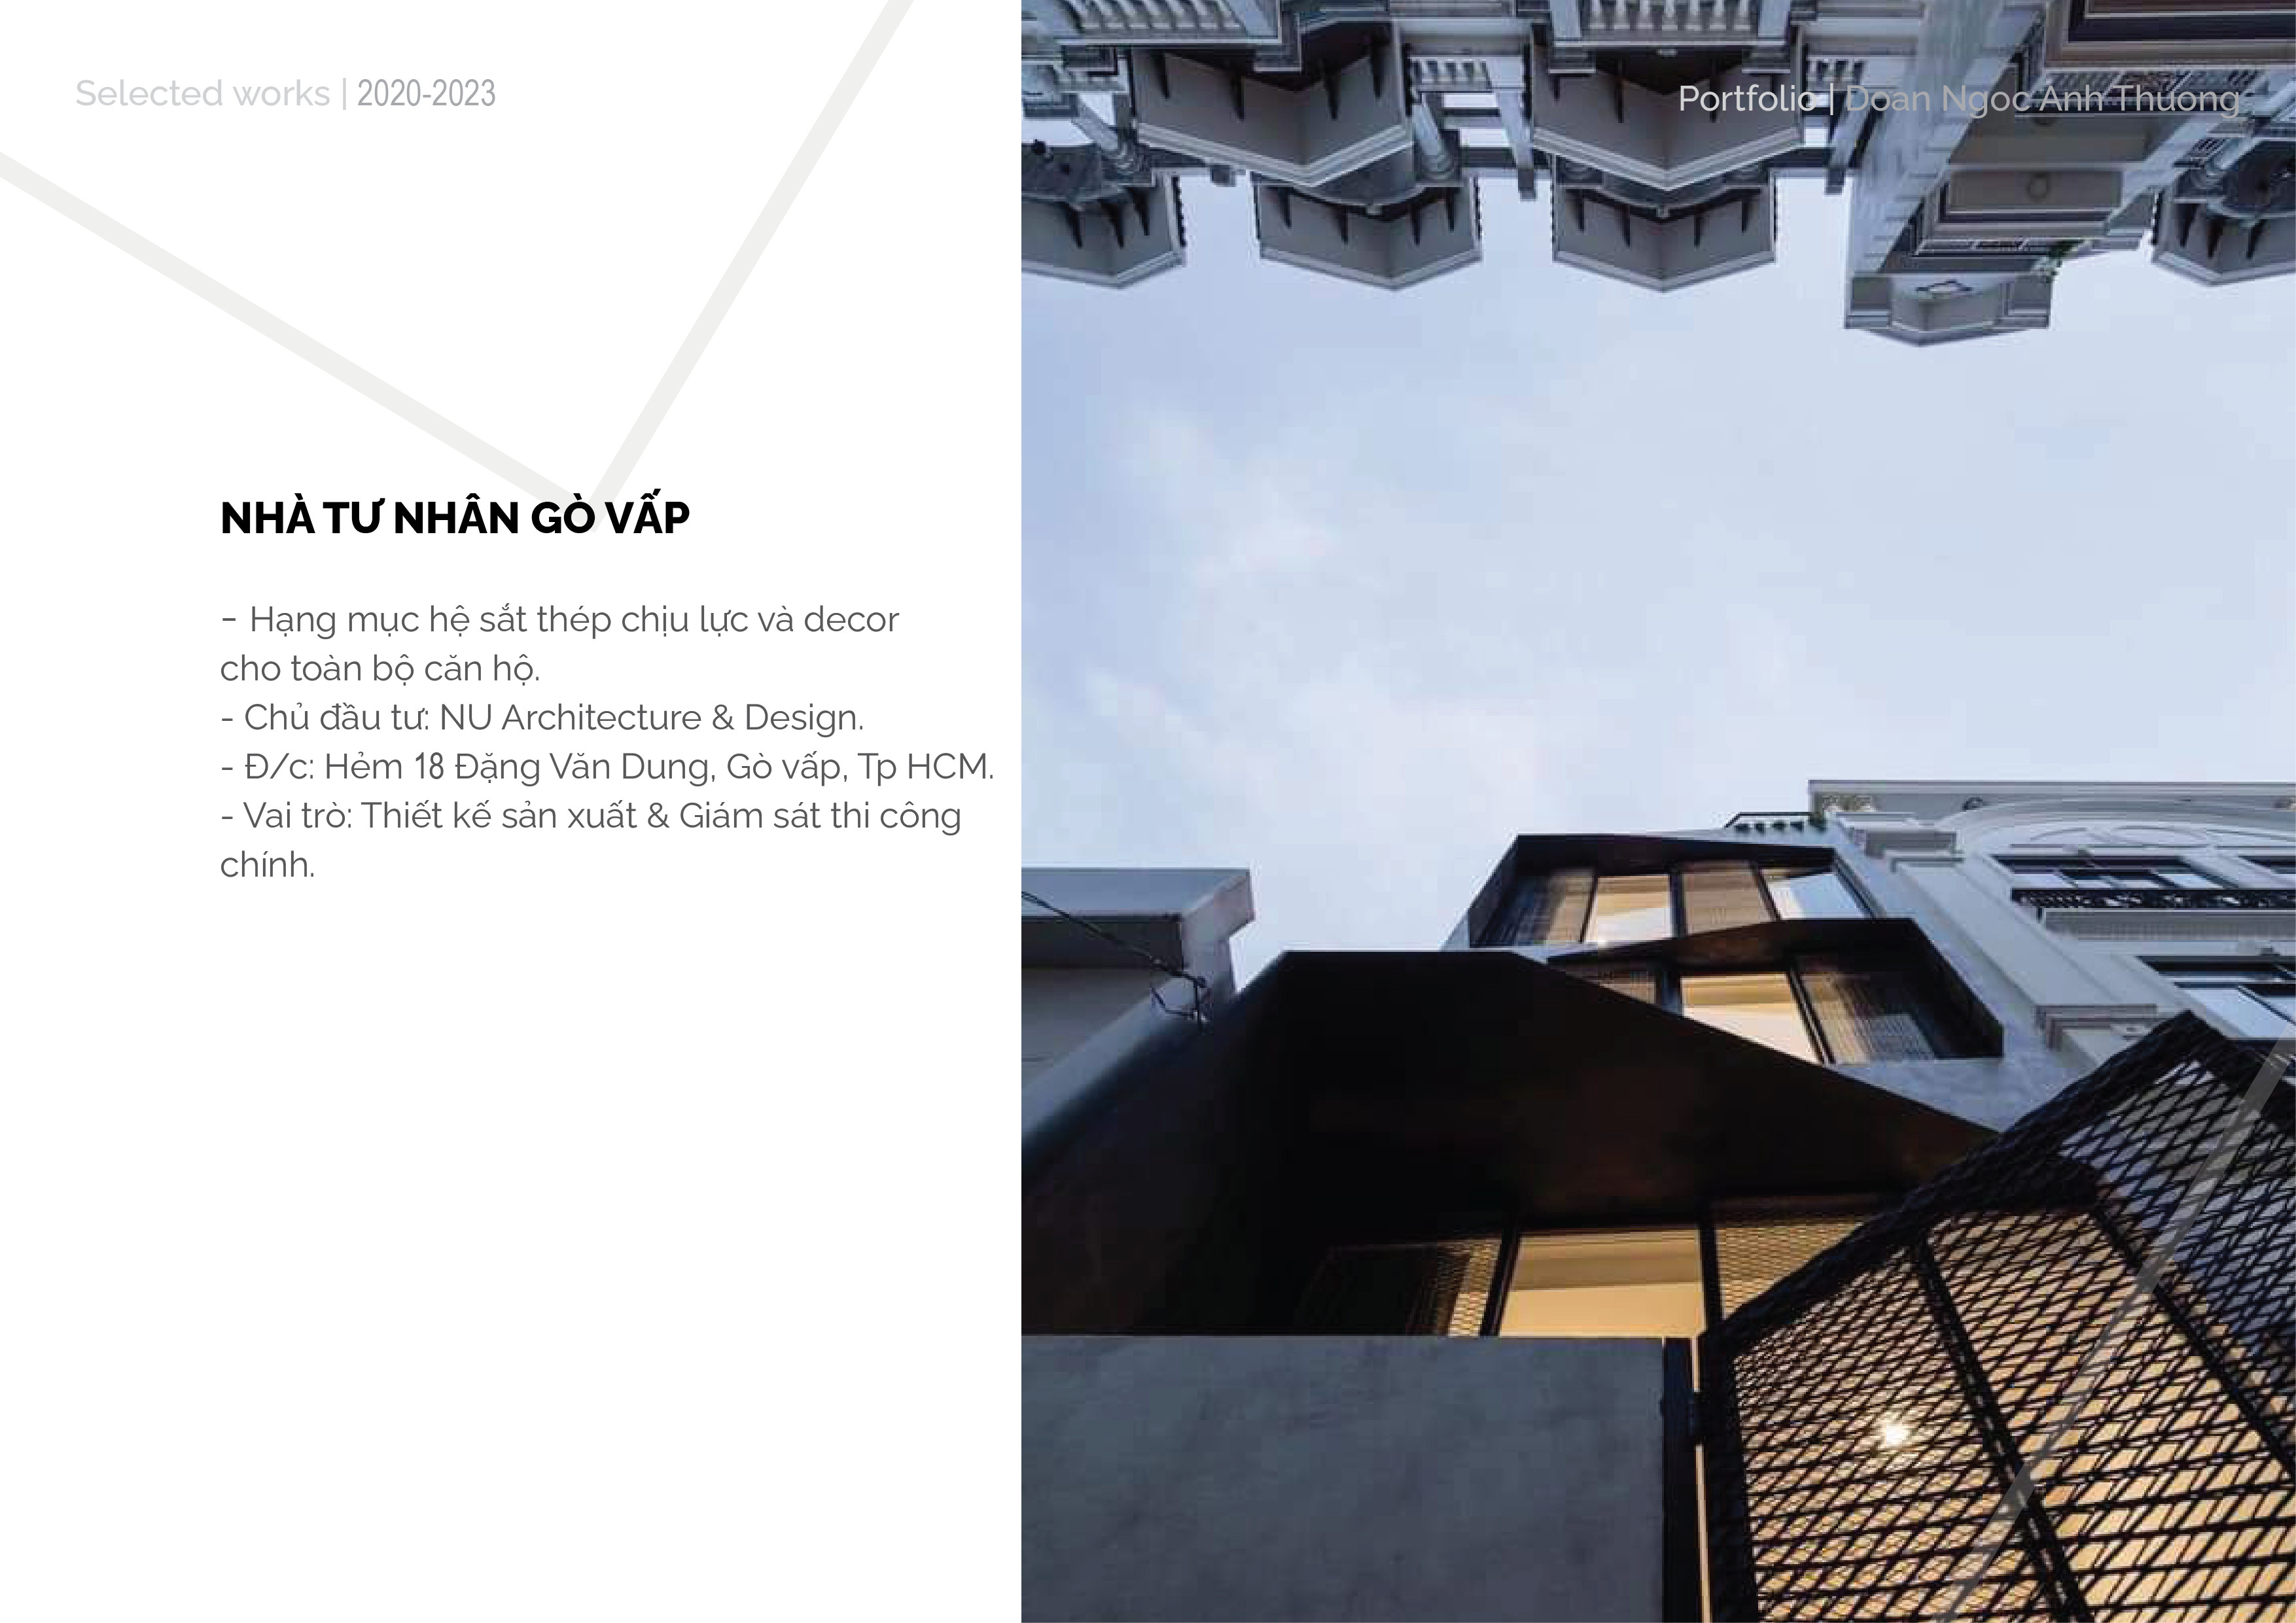 Selected works | 2020-2023
Portfolio | Doan Ngoc Anh Thuong
NHÀ TƯ NHÂN GÒ VẤP
- Hạng mục hệ sắt thép chịu lực và decor
cho toàn bộ căn hộ.
- Chủ đầu tư: NU Architecture & Design.
- Đ/c: Hẻm 18 Đặng Văn Dung, Gò vấp, Tp HCM.
- Vai trò: Thiết kế sản xuất & Giám sát thi công
chính.